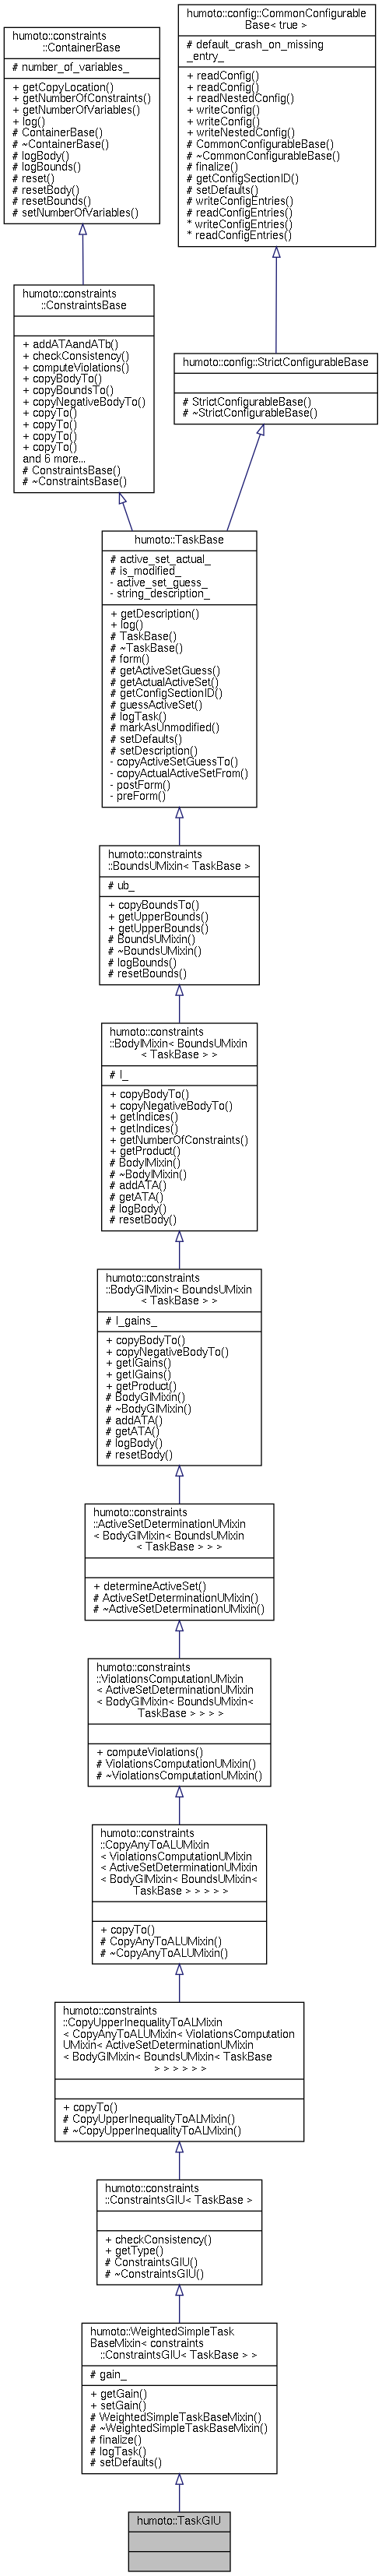 humoto::constraints
::ContainerBase
# number_of_variables_
+ getCopyLocation()
+ getNumberOfConstraints()
+ getNumberOfVariables()
+ log()
# ContainerBase()
# ~ContainerBase()
# logBody()
# logBounds()
# reset()
# resetBody()
# resetBounds()
# setNumberOfVariables()
humoto::config::CommonConfigurable
Base< true >
# default_crash_on_missing
_entry_
+ readConfig()
+ readConfig()
+ readNestedConfig()
+ writeConfig()
+ writeConfig()
+ writeNestedConfig()
# CommonConfigurableBase()
# ~CommonConfigurableBase()
# finalize()
# getConfigSectionID()
# setDefaults()
# writeConfigEntries()
# readConfigEntries()
* writeConfigEntries()
* readConfigEntries()
humoto::constraints
::ConstraintsBase
+ addATAandATb()
+ checkConsistency()
+ computeViolations()
+ copyBodyTo()
+ copyBoundsTo()
+ copyNegativeBodyTo()
+ copyTo()
+ copyTo()
+ copyTo()
+ copyTo()
and 6 more...
# ConstraintsBase()
# ~ConstraintsBase()
humoto::config::StrictConfigurableBase
# StrictConfigurableBase()
# ~StrictConfigurableBase()
humoto::TaskBase
# active_set_actual_
# is_modified_
- active_set_guess_
- string_description_
+ getDescription()
+ log()
# TaskBase()
# ~TaskBase()
# form()
# getActiveSetGuess()
# getActualActiveSet()
# getConfigSectionID()
# guessActiveSet()
# logTask()
# markAsUnmodified()
# setDefaults()
# setDescription()
- copyActiveSetGuessTo()
- copyActualActiveSetFrom()
- postForm()
- preForm()
humoto::constraints
::BoundsUMixin< TaskBase >
# ub_
+ copyBoundsTo()
+ getUpperBounds()
+ getUpperBounds()
# BoundsUMixin()
# ~BoundsUMixin()
# logBounds()
# resetBounds()
humoto::constraints
::BodyIMixin< BoundsUMixin
< TaskBase > >
# I_
+ copyBodyTo()
+ copyNegativeBodyTo()
+ getIndices()
+ getIndices()
+ getNumberOfConstraints()
+ getProduct()
# BodyIMixin()
# ~BodyIMixin()
# addATA()
# getATA()
# logBody()
# resetBody()
humoto::constraints
::BodyGIMixin< BoundsUMixin
< TaskBase > >
# I_gains_
+ copyBodyTo()
+ copyNegativeBodyTo()
+ getIGains()
+ getIGains()
+ getProduct()
# BodyGIMixin()
# ~BodyGIMixin()
# addATA()
# getATA()
# logBody()
# resetBody()
humoto::constraints
::ActiveSetDeterminationUMixin
< BodyGIMixin< BoundsUMixin
< TaskBase > > >
+ determineActiveSet()
# ActiveSetDeterminationUMixin()
# ~ActiveSetDeterminationUMixin()
humoto::constraints
::ViolationsComputationUMixin
< ActiveSetDeterminationUMixin
< BodyGIMixin< BoundsUMixin<
TaskBase > > > >
+ computeViolations()
# ViolationsComputationUMixin()
# ~ViolationsComputationUMixin()
humoto::constraints
::CopyAnyToALUMixin
< ViolationsComputationUMixin
< ActiveSetDeterminationUMixin
< BodyGIMixin< BoundsUMixin<
TaskBase > > > > >
+ copyTo()
# CopyAnyToALUMixin()
# ~CopyAnyToALUMixin()
humoto::constraints
::CopyUpperInequalityToALMixin
< CopyAnyToALUMixin< ViolationsComputation
UMixin< ActiveSetDeterminationUMixin
< BodyGIMixin< BoundsUMixin< TaskBase
> > > > > >
+ copyTo()
# CopyUpperInequalityToALMixin()
# ~CopyUpperInequalityToALMixin()
humoto::constraints
::ConstraintsGIU< TaskBase >
+ checkConsistency()
+ getType()
# ConstraintsGIU()
# ~ConstraintsGIU()
humoto::WeightedSimpleTask
BaseMixin< constraints
::ConstraintsGIU< TaskBase > >
# gain_
+ getGain()
+ setGain()
# WeightedSimpleTaskBaseMixin()
# ~WeightedSimpleTaskBaseMixin()
# finalize()
# logTask()
# setDefaults()
humoto::TaskGIU